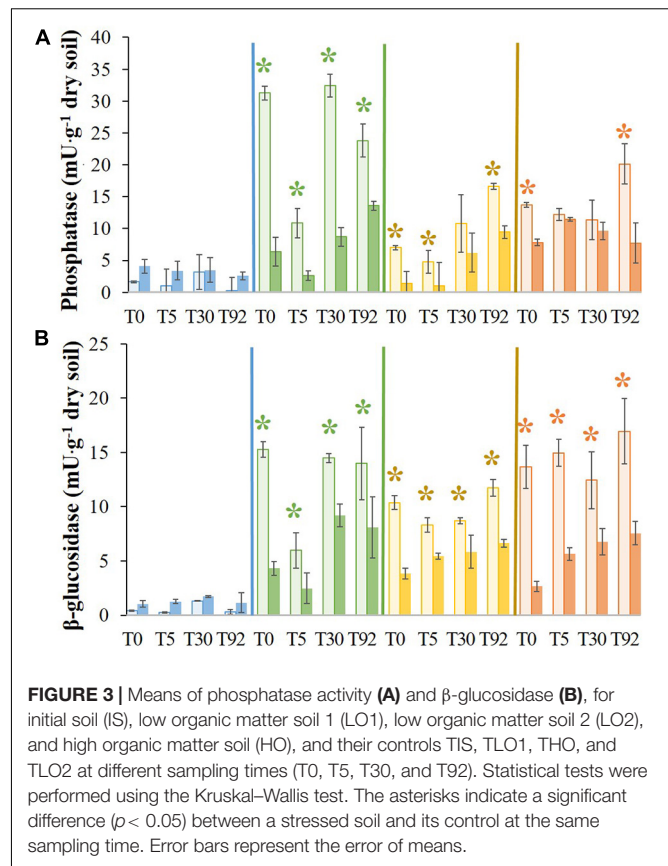 A
Phosphatase (mU·g⁻¹ dry soil)
40
35
30
25
20
15
10
5
0
* * * * * * * * *
T0 T5 T30 T92 T0 T5 T30 T92 T0 T5 T30 T92 T0 T5 T30 T92
B
β-glucosidase (mU·g⁻¹ dry soil)
25
20
15
10
5
0
* * * * * * * * * * * *
T0 T5 T30 T92 T0 T5 T30 T92 T0 T5 T30 T92 T0 T5 T30 T92
FIGURE 3 | Means of phosphatase activity (A) and β-glucosidase (B), for
initial soil (IS), low organic matter soil 1 (LO1), low organic matter soil 2 (LO2),
and high organic matter soil (HO), and their controls TIS, TLO1, THO, and
TLO2 at different sampling times (T0, T5, T30, and T92). Statistical tests were
performed using the Kruskal–Wallis test. The asterisks indicate a significant
difference (p< 0.05) between a stressed soil and its control at the same
sampling time. Error bars represent the error of means.